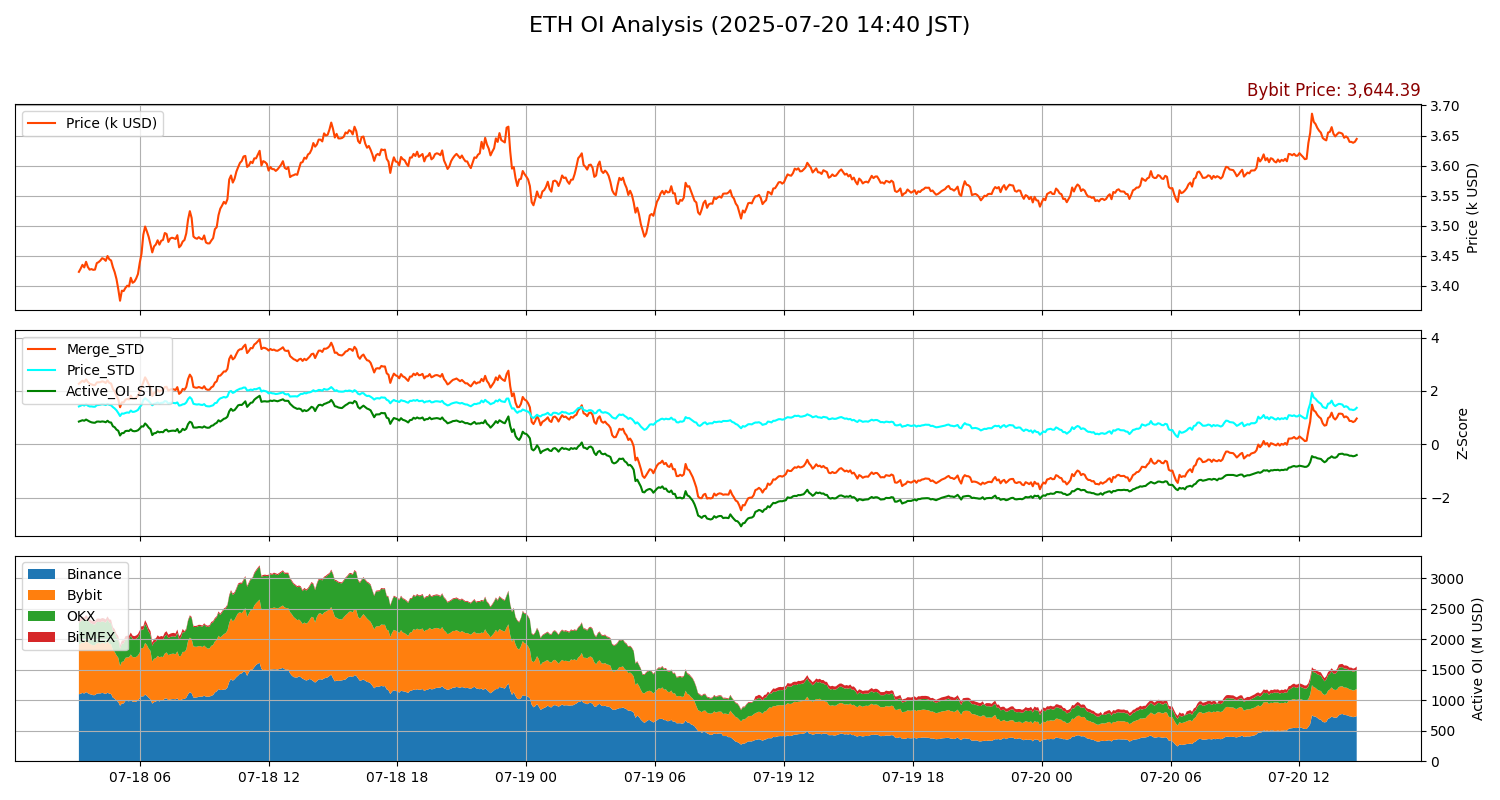 ETH OI Analysis (2025-07-20 14:40 JST)
Bybit Price: 3,644.39
Price (k USD)
3.70
3.65
3.60
3.55
3.50
3.45
3.40
Price (k USD)
Merge_STD
Price_STD
Active_OI_STD
4
2
0
−2
Z-Score
Binance
Bybit
OKX
BitMEX
3000
2500
2000
1500
1000
500
0
Active OI (M USD)
07-18 06
07-18 12
07-18 18
07-19 00
07-19 06
07-19 12
07-19 18
07-20 00
07-20 06
07-20 12